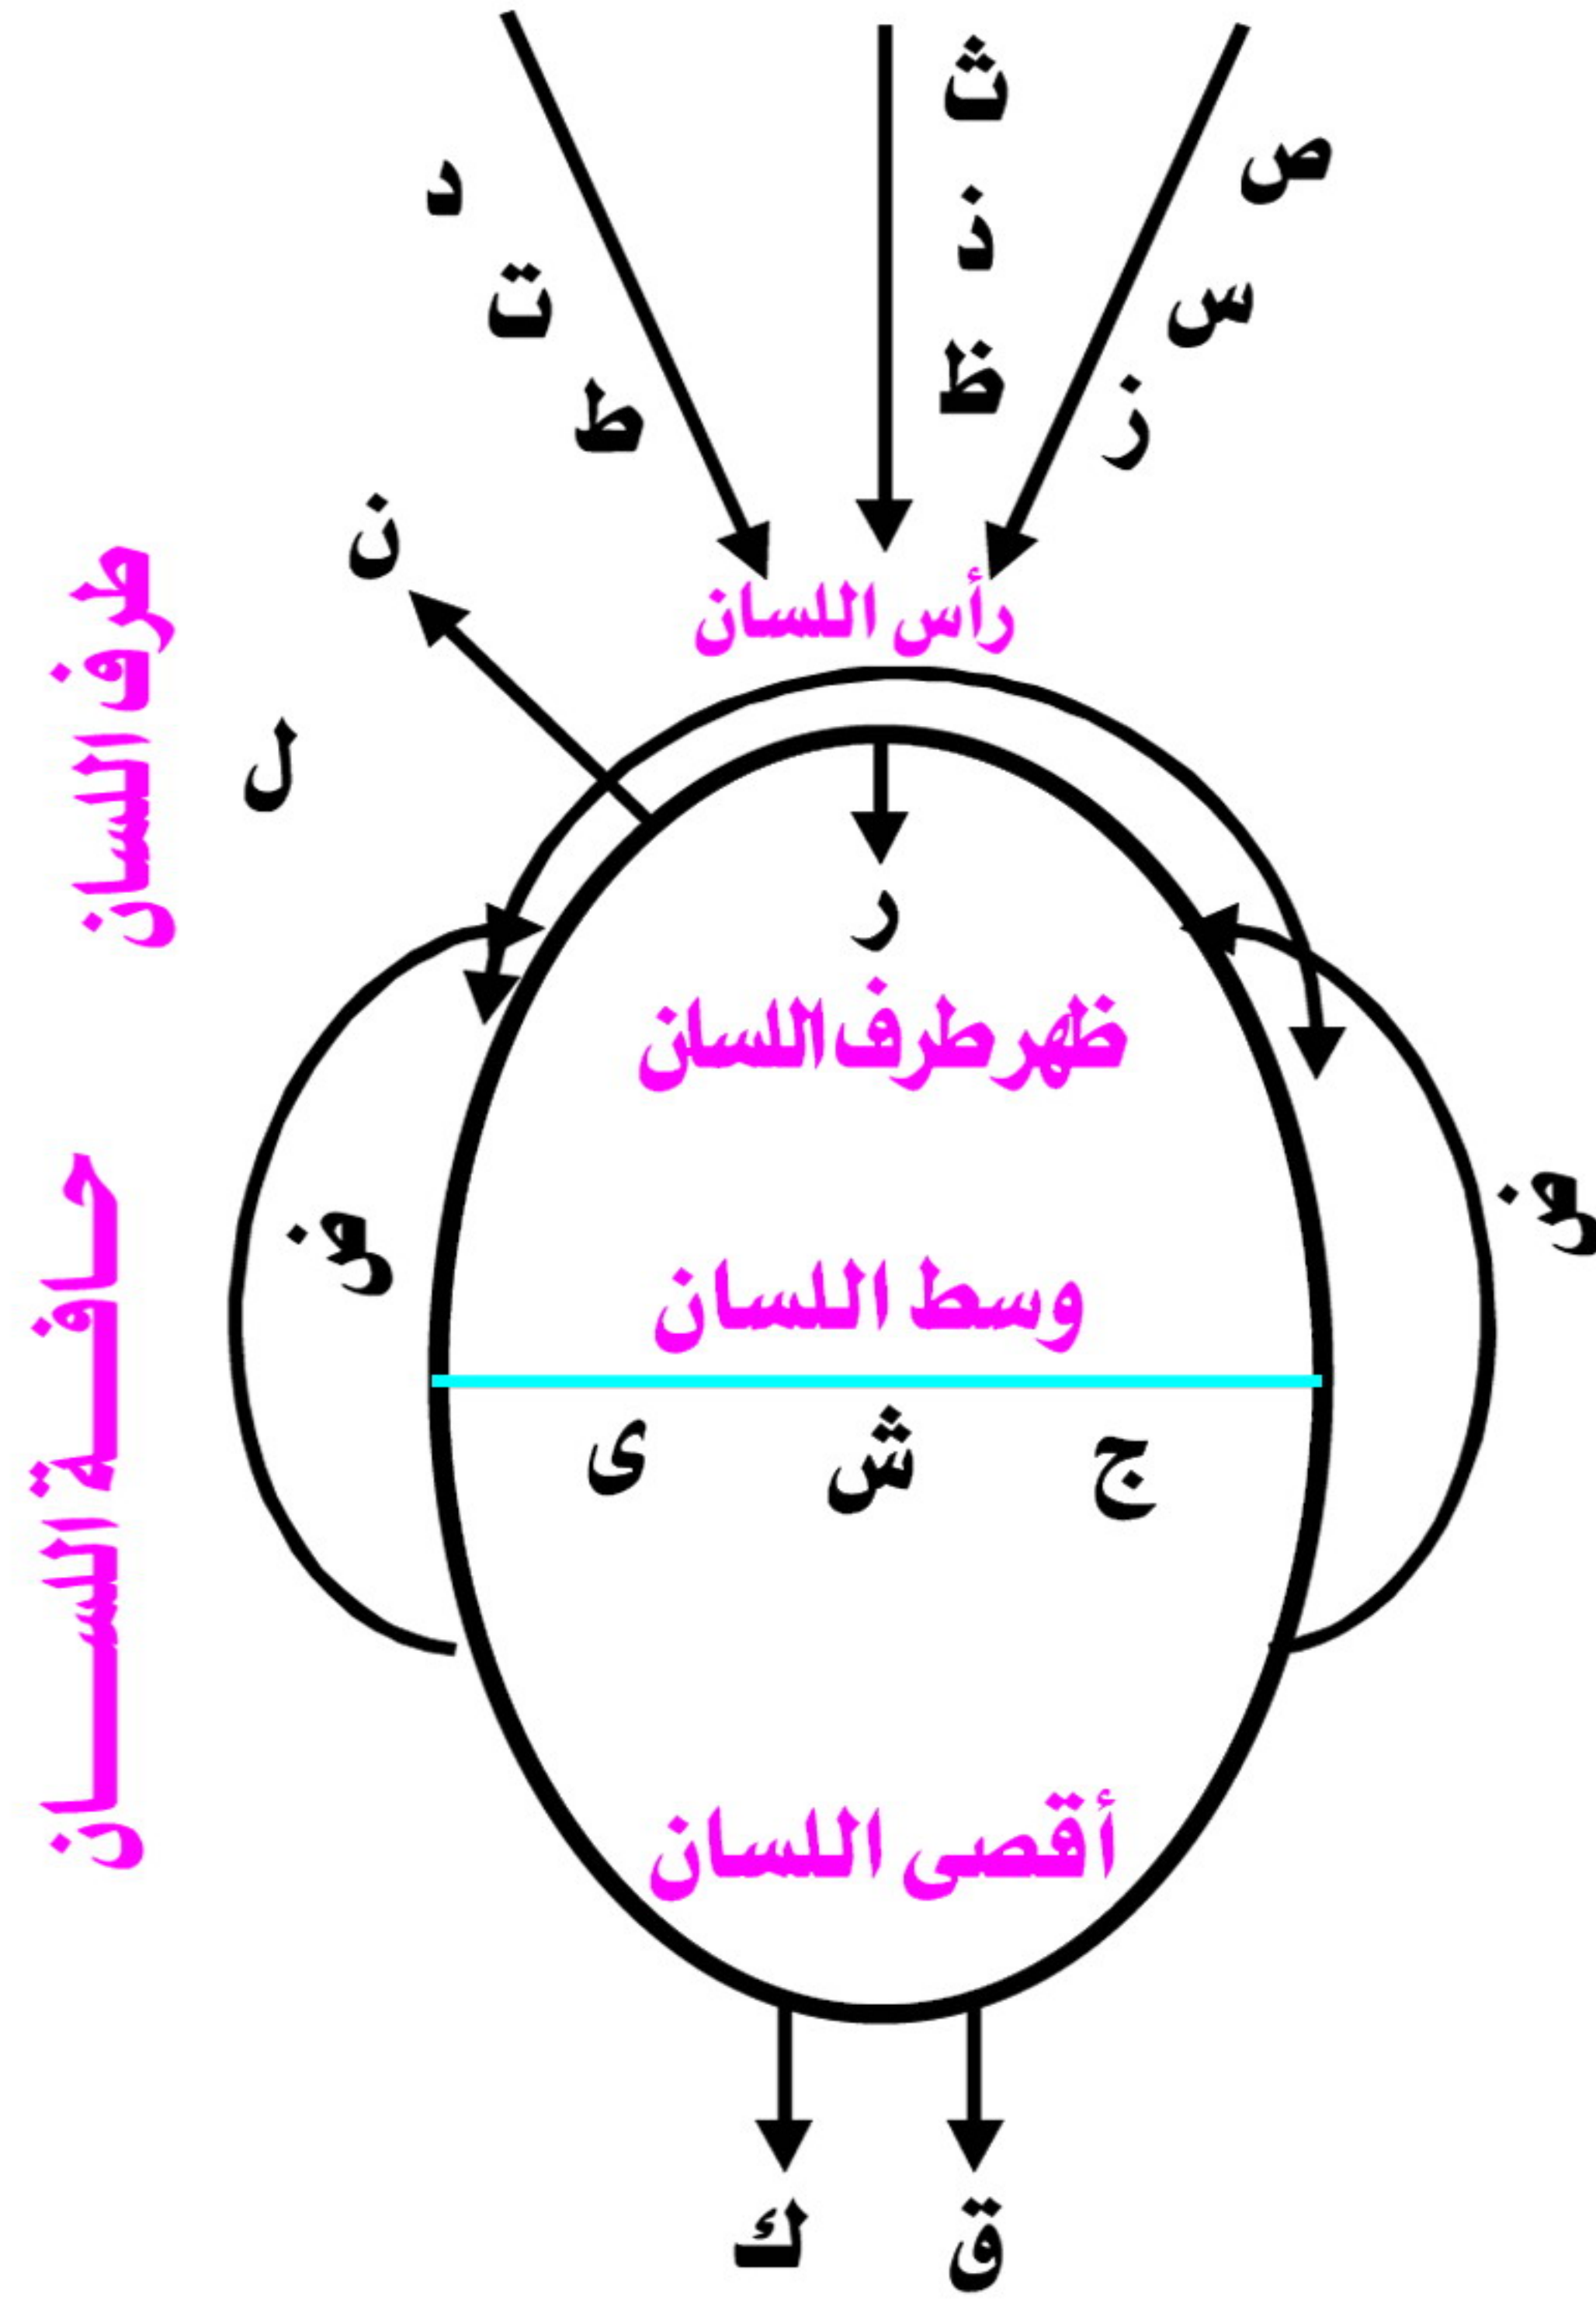 ث
ذ
ظ
ص
س
ز
د
ت
ط
ن
ل
رأس اللسان
طرف اللسان
ر
ظهر طرف اللسان
ض
ض
وسط اللسان
ج ش ى
حافة اللسان
أقصى اللسان
ق ك